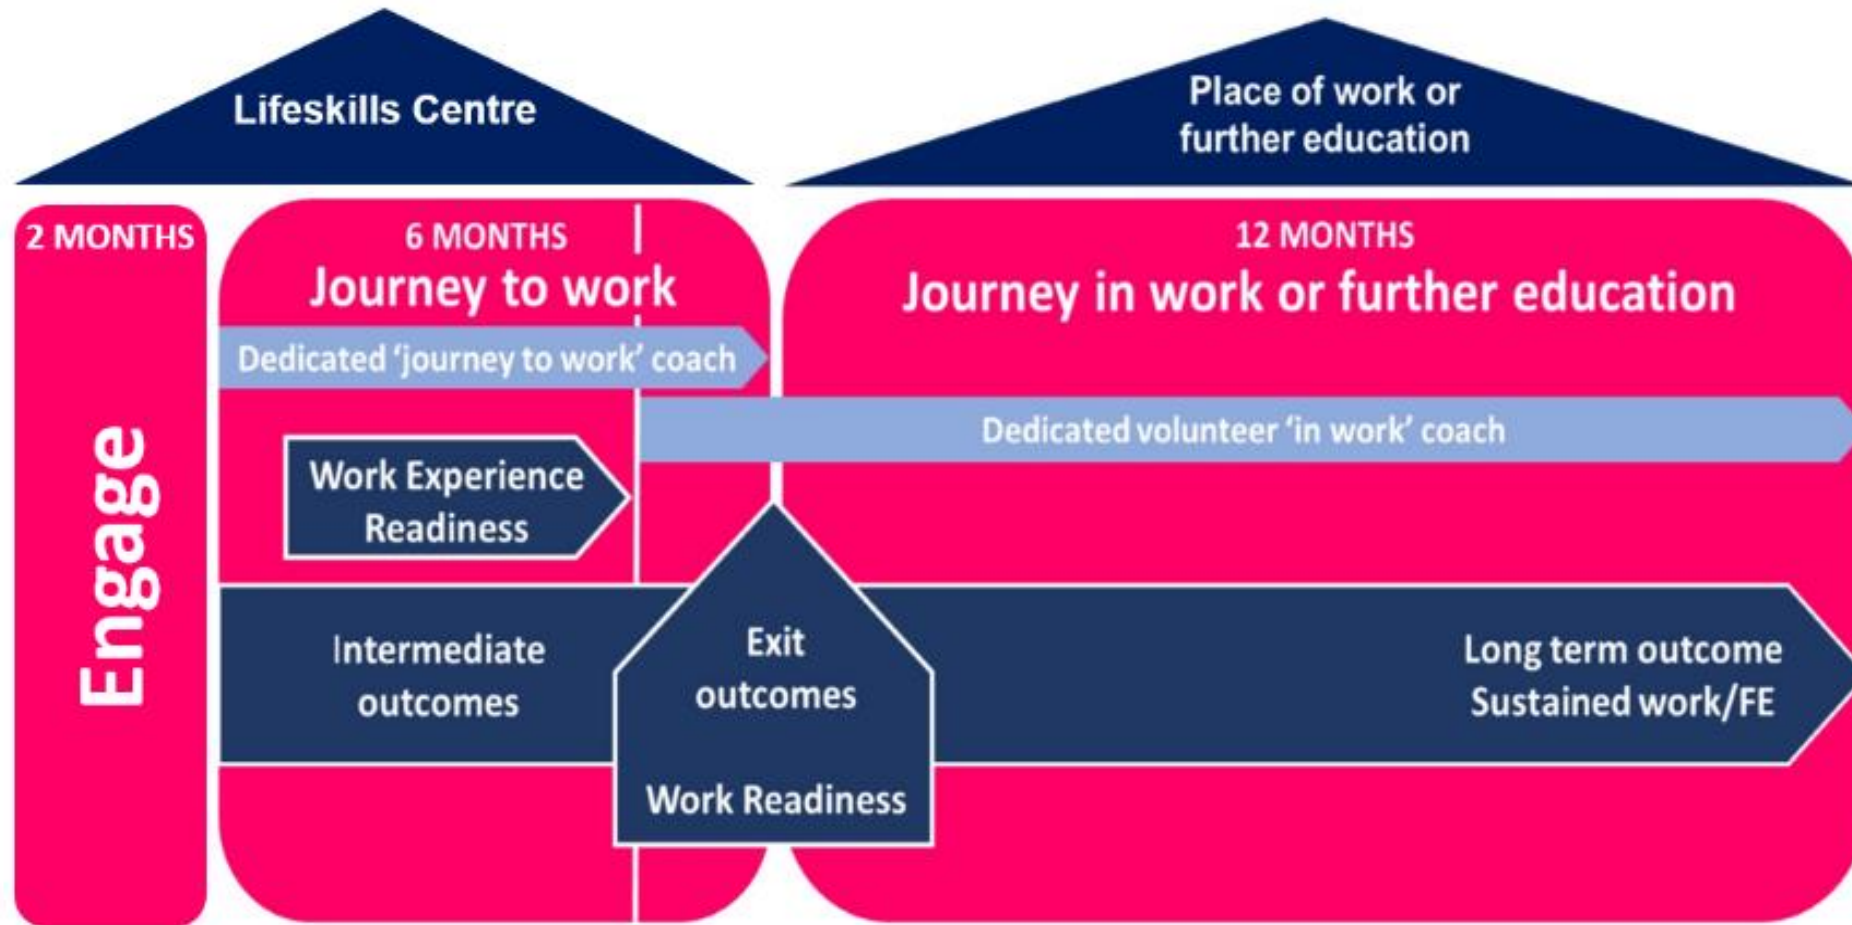 Lifeskills Centre
Place of work or
further education
2 MONTHS
Engage
6 MONTHS
Journey to work
Dedicated ‘journey to work’ coach
Work Experience
Readiness
Intermediate
outcomes
Exit
outcomes
Work Readiness
12 MONTHS
Journey in work or further education
Dedicated volunteer ‘in work’ coach
Long term outcome
Sustained work/FE